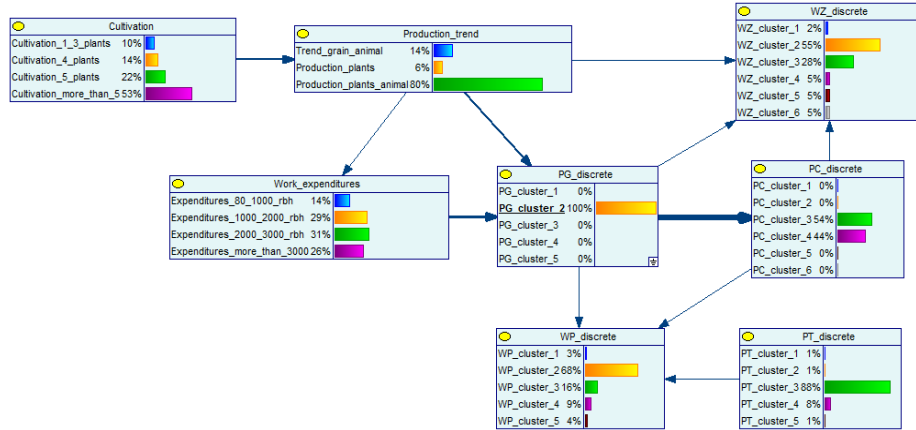 Cultivation
Cultivation_1_3_plants 10%
Cultivation_4_plants 14%
Cultivation_5_plants 22%
Cultivation_more_than_5 53%
Production_trend
Trend_grain_animal 14%
Production_plants 6%
Production_plants_animal 80%
WZ_discrete
WZ_cluster_1 2%
WZ_cluster_2 55%
WZ_cluster_3 28%
WZ_cluster_4 5%
WZ_cluster_5 5%
WZ_cluster_6 5%
Work_expenditures
Expenditures_80_1000_rbh 14%
Expenditures_1000_2000_rbh 29%
Expenditures_2000_3000_rbh 31%
Expenditures_more_than_3000 26%
PG_discrete
PG_cluster_1 0%
PG_cluster_2 100%
PG_cluster_3 0%
PG_cluster_4 0%
PG_cluster_5 0%
PC_discrete
PC_cluster_1 0%
PC_cluster_2 0%
PC_cluster_3 54%
PC_cluster_4 44%
PC_cluster_5 0%
PC_cluster_6 0%
WP_discrete
WP_cluster_1 3%
WP_cluster_2 68%
WP_cluster_3 16%
WP_cluster_4 9%
WP_cluster_5 4%
PT_discrete
PT_cluster_1 1%
PT_cluster_2 1%
PT_cluster_3 88%
PT_cluster_4 8%
PT_cluster_5 1%